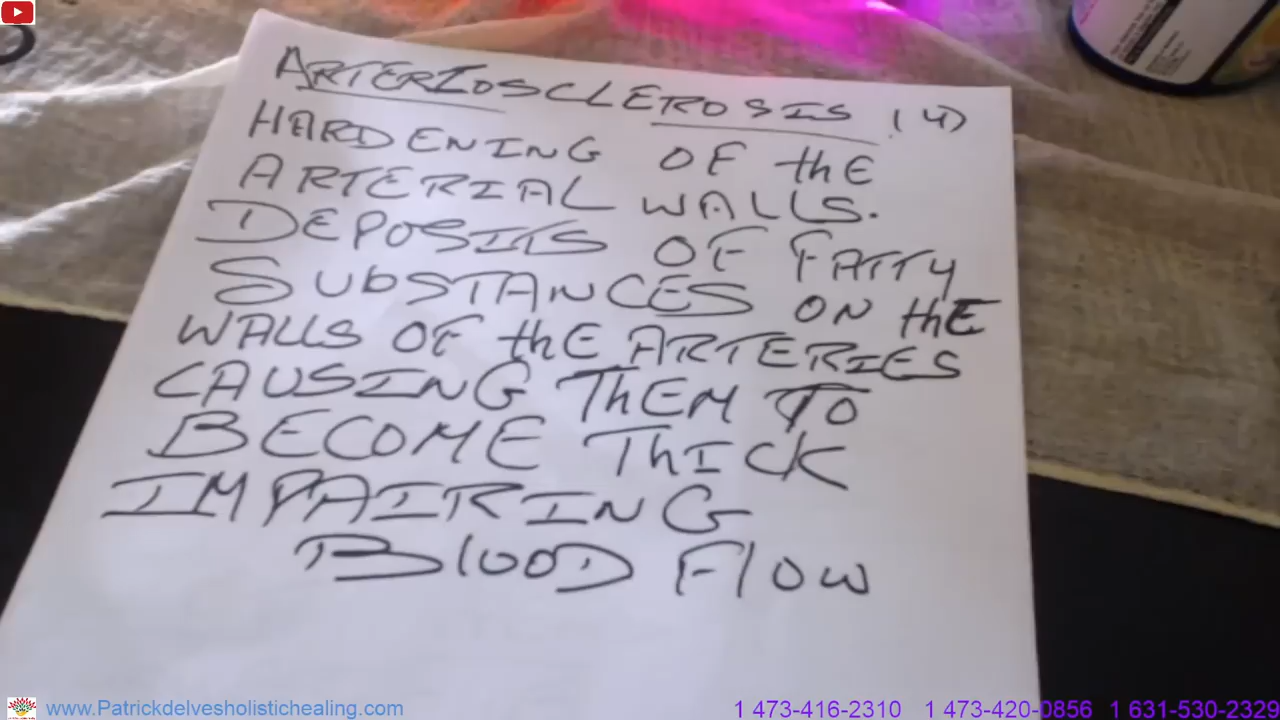 ARTERIOSCLEROSIS (4)
HARDENING OF thE
ARTERIAL WALLS.
DEPOSITS OF FATTY
SUbSTANCES ON thE
WALLS OF thE ARTERIES
CAUSING ThEM TO
BECOME ThICK
IMPAIRING
BlOOD FlOW
www.Patrickdelvesholistichealing.com 1 473-416-2310 1 473-420-0856 1 631-530-2329